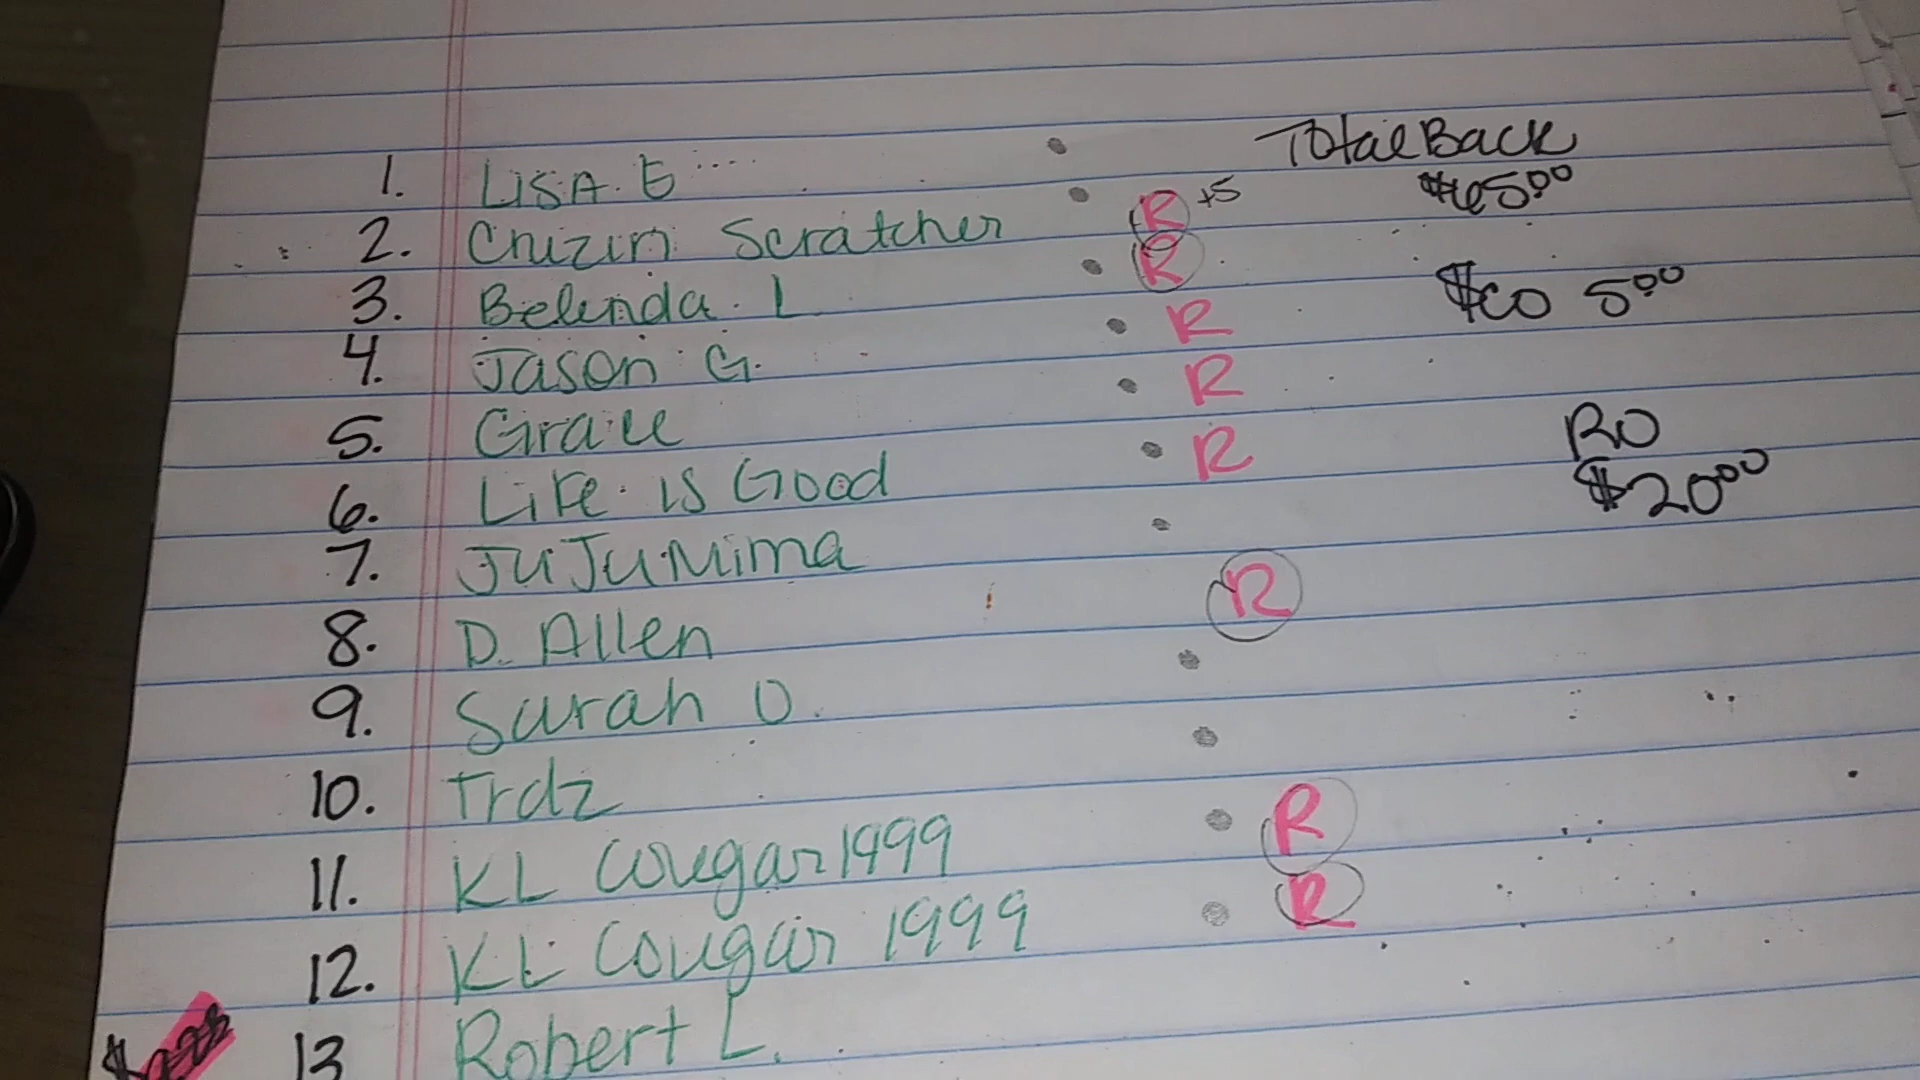 Total Back
1. LISA. E
$65.00
2. Cruzin Scratcher R +5
3. Belinda. L R
$60 5.00
4. Jason G. R
5. Grace R
RO
6. Life is Good R
$20.00
7. JuJuMima
8. D. Allen R
9. Sarah O.
10. Trdz
11. KL Cougar1999 R
12. KL Cougar 1999 R
13 Robert L.